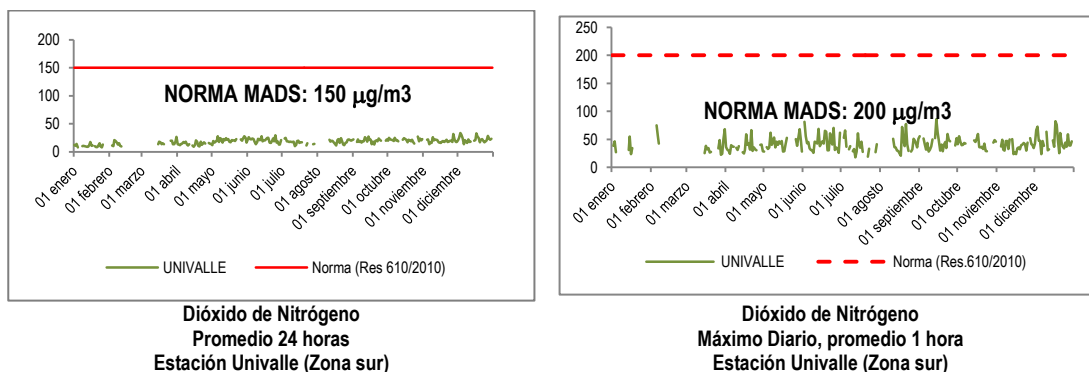 200
150
100
50
0
NORMA MADS: 150 µg/m3
01 enero
01 febrero
01 marzo
01 abril
01 mayo
01 junio
01 julio
01 agosto
01 septiembre
01 octubre
01 noviembre
01 diciembre
UNIVALLE
Norma (Res 610/2010)
Dióxido de Nitrógeno
Promedio 24 horas
Estación Univalle (Zona sur)
250
200
150
100
50
0
NORMA MADS: 200 µg/m3
01 enero
01 febrero
01 marzo
01 abril
01 mayo
01 junio
01 julio
01 agosto
01 septiembre
01 octubre
01 noviembre
01 diciembre
UNIVALLE
Norma (Res.610/2010)
Dióxido de Nitrógeno
Máximo Diario, promedio 1 hora
Estación Univalle (Zona sur)